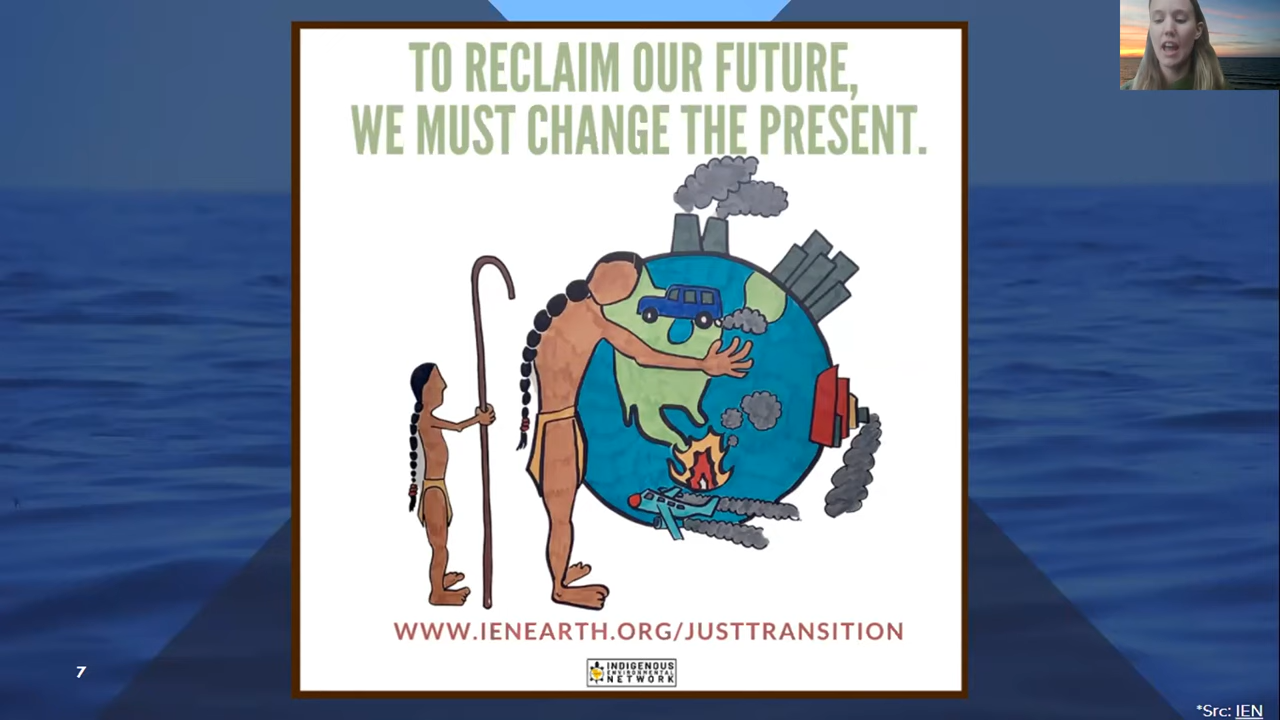 TO RECLAIM OUR FUTURE,
WE MUST CHANGE THE PRESENT.
WWW.IENEARTH.ORG/JUSTTRANSITION
INDIGENOUS
ENVIRONMENTAL
NETWORK
7
*Src: IEN